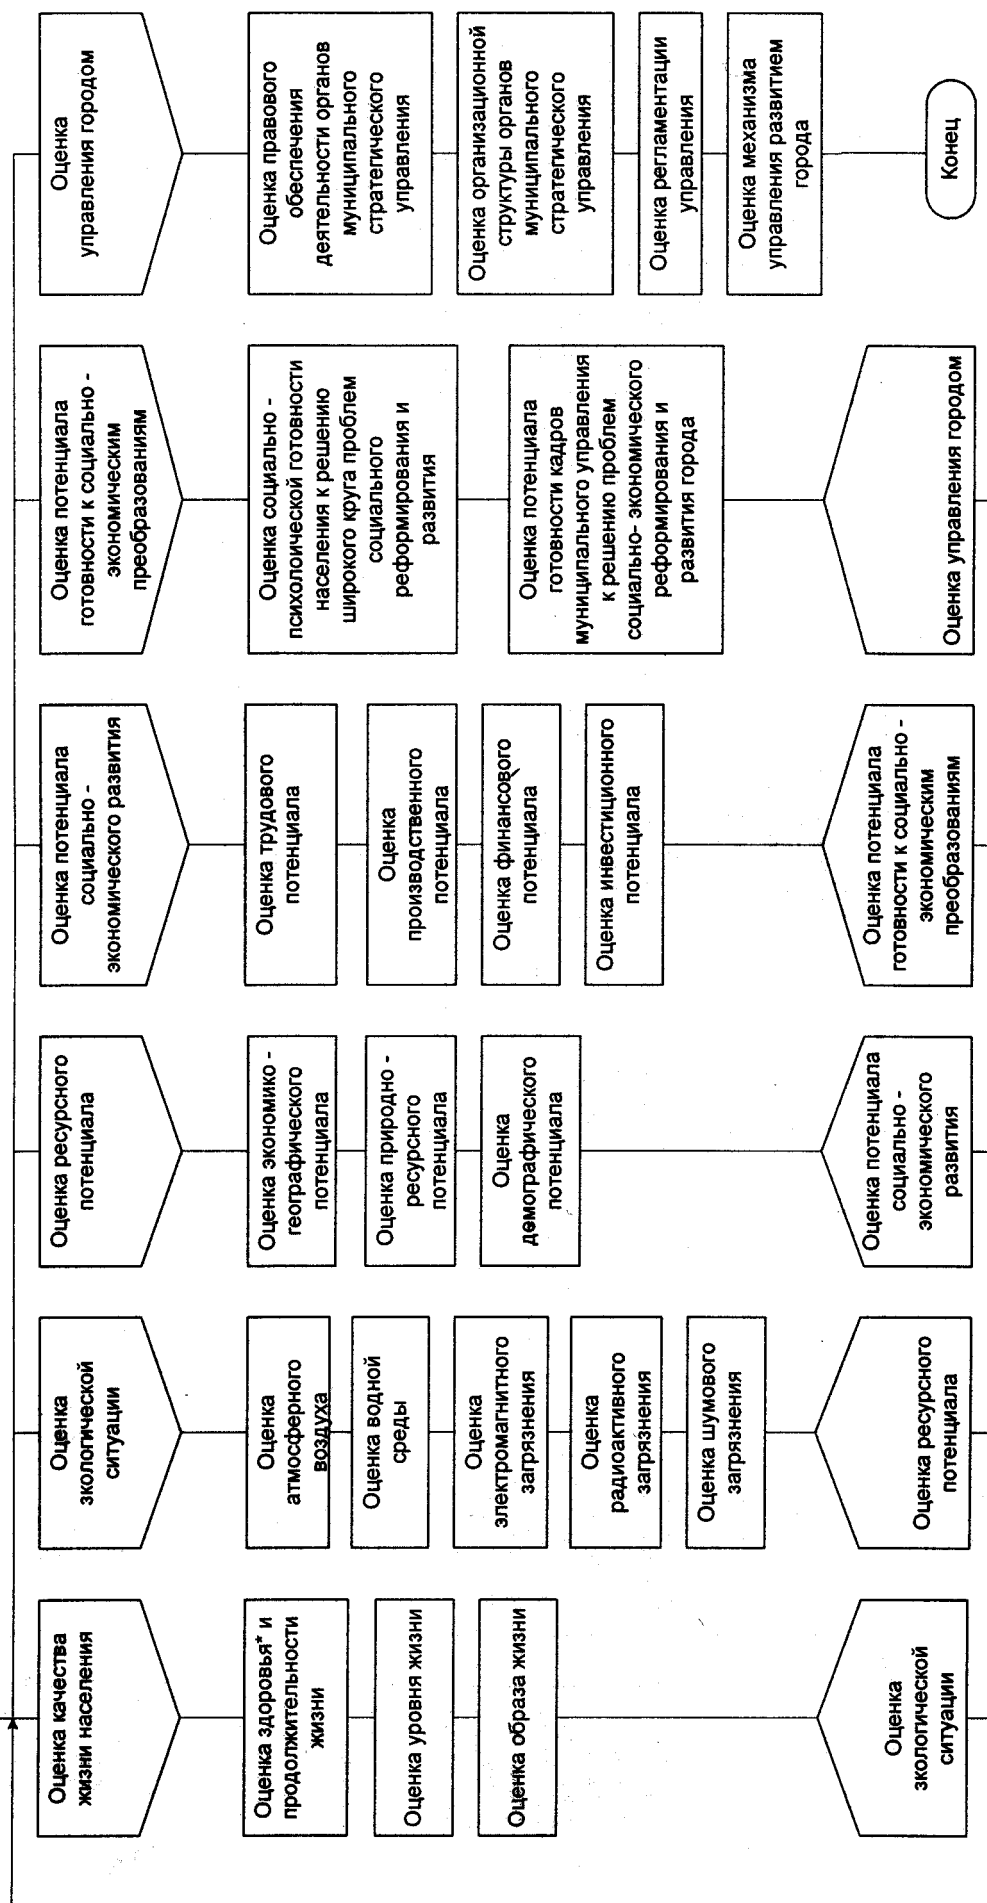 Оценка качества
жизни населения
Оценка здоровья* и
продолжительности
жизни
Оценка уровня жизни
Оценка образа жизни
Оценка
зкологической
ситуации
Оценка
зкологической
ситуации
Оценка
атмосферного
воздуха
Оценка водной
среды
Оценка
электромагнитного
загрязнения
Оценка
радиоактивного
загрязнения
Оценка шумового
загрязнения
Оценка ресурсного
потенциала
Оценка ресурсного
потенциала
Оценка экономико -
географического
потенциала
Оценка природно -
ресурсного
потенциала
Оценка
демографического
потенциала
Оценка потенциала
социально -
экономического
развития
Оценка потенциала
социально -
экономического развития
Оценка трудового
потенциала
Оценка
производственного
потенциала
Оценка финансового
потенциала
Оценка инвестиционного
потенциала
Оценка потенциала
готовности к социально -
экономическим
преобразованиям
Оценка потенциала
готовности к социально -
экономическим
преобразованиям
Оценка социально -
психолоической готовности
населения к решению
широкого круга проблем
социального
реформирования и
развития
Оценка потенциала
готовности кадров
муниципального управления
к решению проблем
социально- экономического
реформирования и
развития города
Оценка управления городом
Оценка
управления городом
Оценка правового
обеспечения
деятельности органов
муниципального
стратегического
управления
Оценка организационной
структуры органов
муниципального
стратегического
управления
Оценка регламентации
управления
Оценка механизма
управления развитием
города
Конец